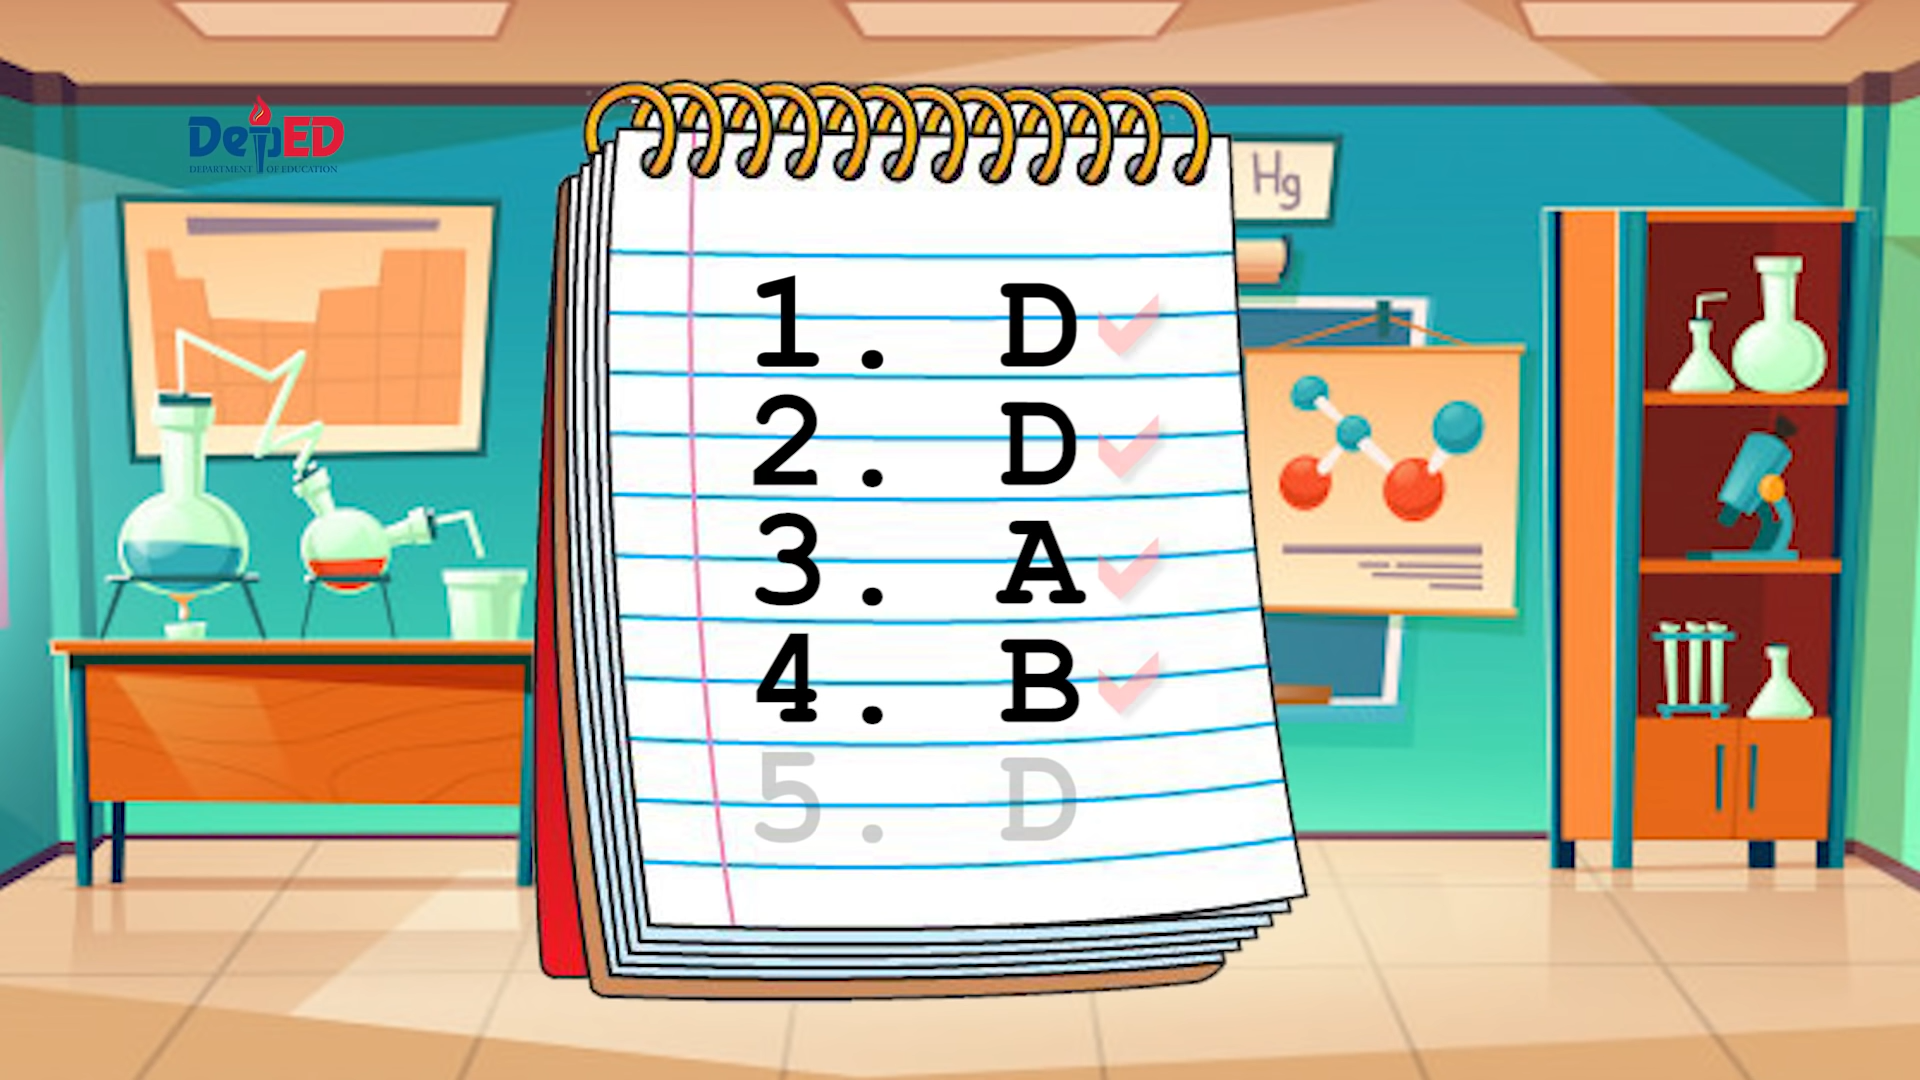 DepED
DEPARTMENT OF EDUCATION
Hg
1. D
2. D
3. A
4. B
5. D